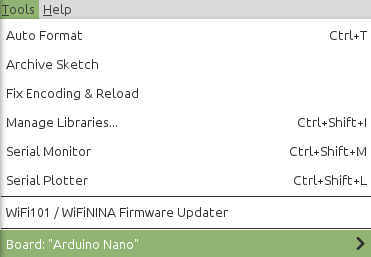 Tools Help
Auto Format Ctrl+T
Archive Sketch
Fix Encoding & Reload
Manage Libraries... Ctrl+Shift+I
Serial Monitor Ctrl+Shift+M
Serial Plotter Ctrl+Shift+L
WiFi101 / WiFiNINA Firmware Updater
Board: "Arduino Nano"